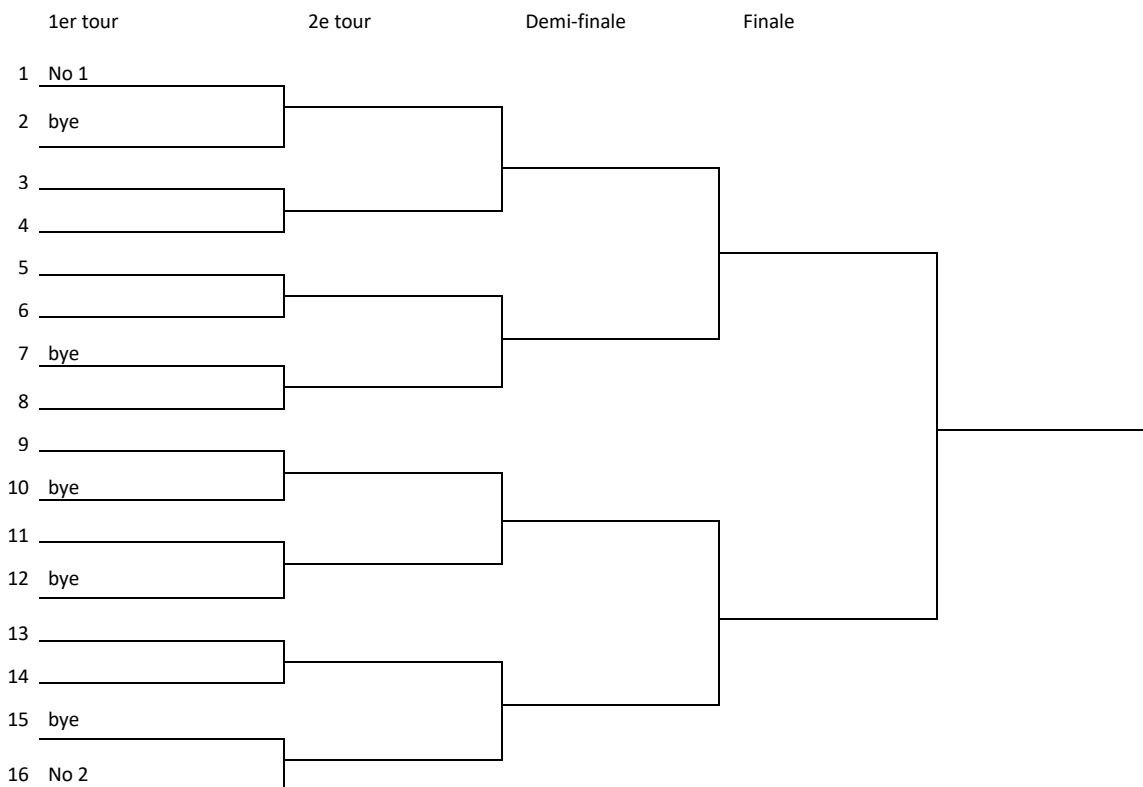 1er tour 2e tour Demi-finale Finale
1 No 1
2 bye
3
4
5
6
7 bye
8
9
10 bye
11
12 bye
13
14
15 bye
16 No 2